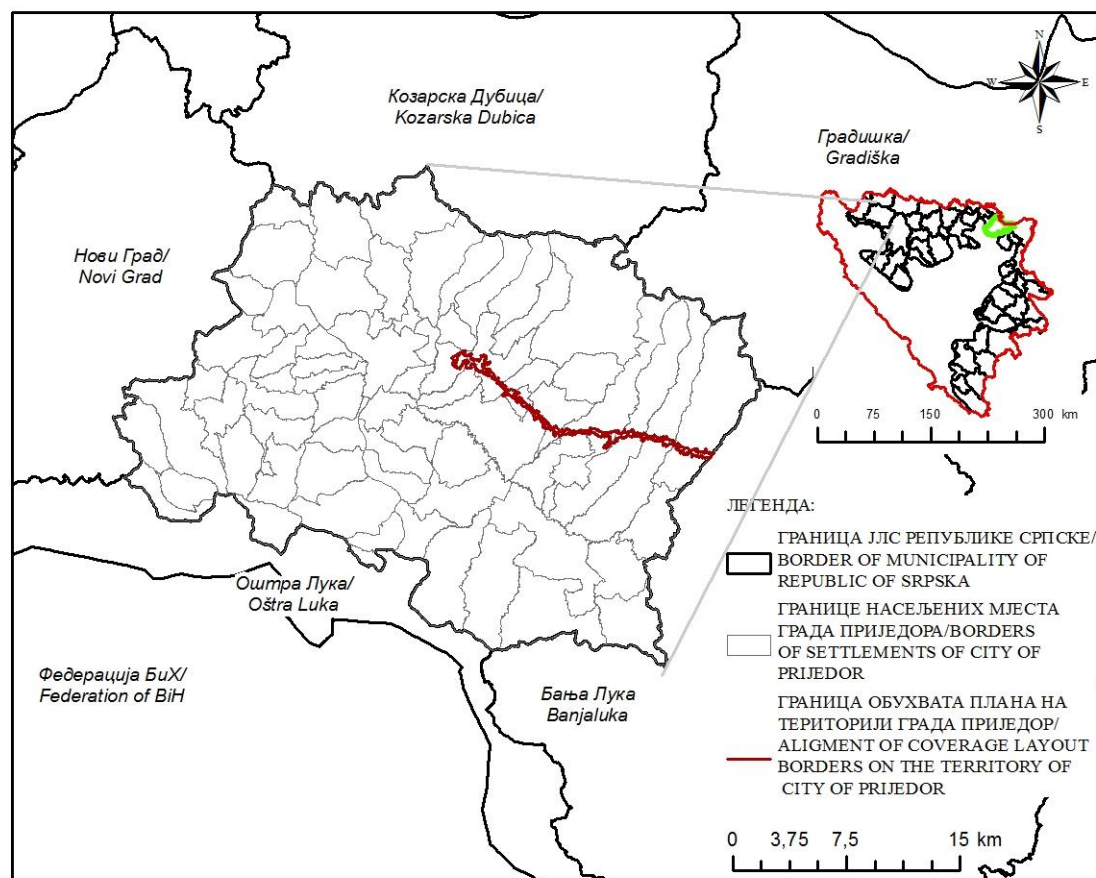 Козарска Дубица/
Kozarska Dubica
Градишка/
Gradiška
N
W
E
S
Нови Град/
Novi Grad
0 75 150 300 km
ЛЕГЕНДА:
ГРАНИЦА ЈЛС РЕПУБЛИКЕ СРПСКЕ/
BORDER OF MUNICIPALITY OF
REPUBLIC OF SRPSKA
ГРАНИЦЕ НАСЕЉЕНИХ МЈЕСТА
ГРАДА ПРИЈЕДОРА/BORDERS
OF SETTLEMENTS OF CITY OF
PRIJEDOR
ГРАНИЦА ОБУХВАТА ПЛАНА НА
ТЕРИТОРИЈИ ГРАДА ПРИЈЕДОР/
ALIGMENT OF COVERAGE LAYOUT
BORDERS ON THE TERRITORY OF
CITY OF PRIJEDOR
Оштра Лука/
Oštra Luka
Федерација БиХ/
Federation of BiH
Бања Лука
Banjaluka
0 3,75 7,5 15 km